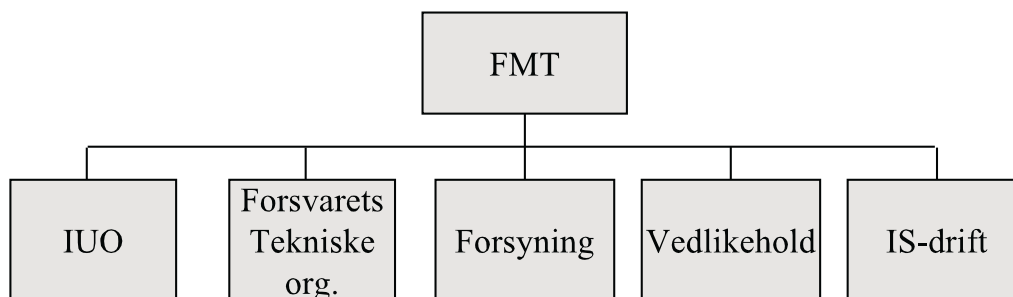 FMT
IUO
Forsvarets
Tekniske
org.
Forsyning
Vedlikehold
IS-drift